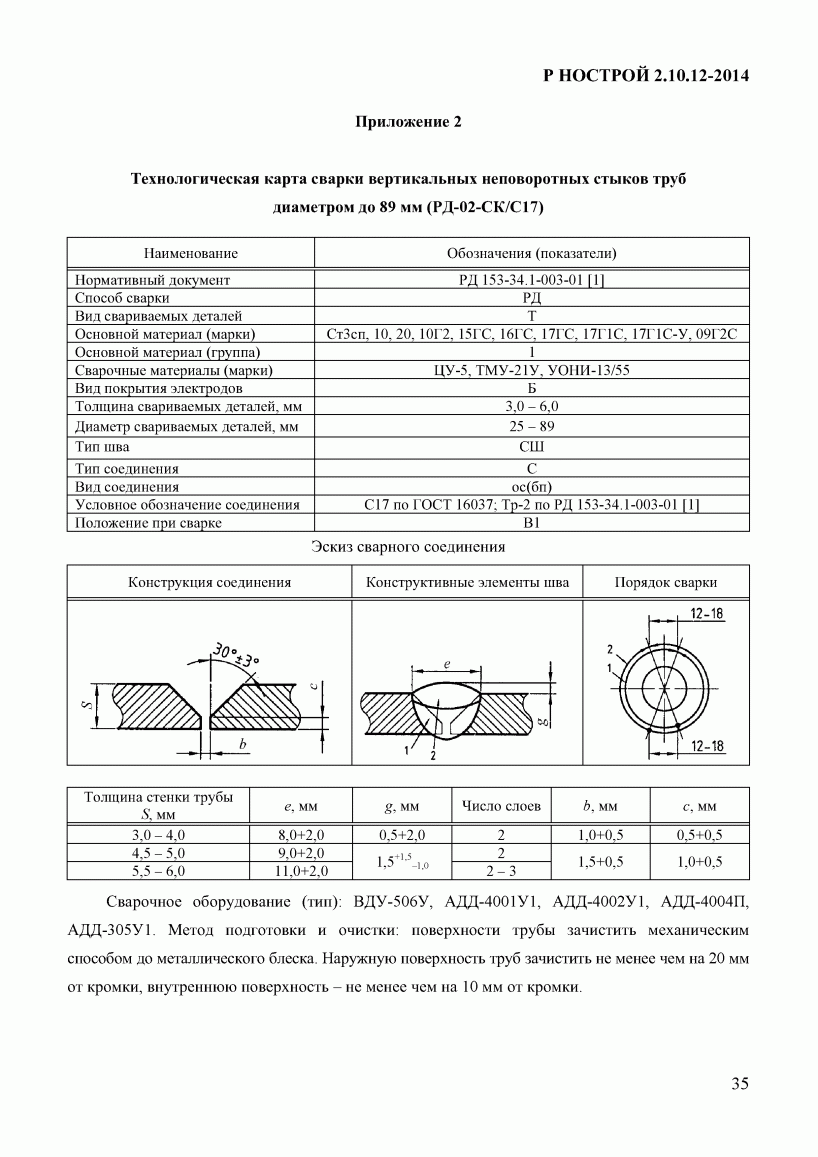 Р НОСТРОЙ 2.10.12-2014
Приложение 2
Технологическая карта сварки вертикальных неповоротных стыков труб
диаметром до 89 мм (РД-02-СК/С17)
Наименование Обозначения (показатели)
Нормативный документ РД 153-34.1-003-01 [1]
Способ сварки РД
Вид свариваемых деталей Т
Основной материал (марки) Ст3сп, 10, 20, 10Г2, 15ГС, 16ГС, 17ГС, 17Г1С, 17Г1С-У, 09Г2С
Основной материал (группа) 1
Сварочные материалы (марки) ЦУ-5, ТМУ-21У, УОНИ-13/55
Вид покрытия электродов Б
Толщина свариваемых деталей, мм 3,0 – 6,0
Диаметр свариваемых деталей, мм 25 – 89
Тип шва СШ
Тип соединения С
Вид соединения ос(бп)
Условное обозначение соединения С17 по ГОСТ 16037; Тр-2 по РД 153-34.1-003-01 [1]
Положение при сварке В1
Эскиз сварного соединения
Конструкция соединения Конструктивные элементы шва Порядок сварки
30°±3°
S
c
b
e
g
1
2
12-18
2
1
12-18
Толщина стенки трубы S, мм e, мм g, мм Число слоев b, мм c, мм
3,0 – 4,0 8,0+2,0 0,5+2,0 2 1,0+0,5 0,5+0,5
4,5 – 5,0 9,0+2,0 1,5+1,5–1,0 2 1,5+0,5 1,0+0,5
5,5 – 6,0 11,0+2,0 2 – 3
Сварочное оборудование (тип): ВДУ-506У, АДД-4001У1, АДД-4002У1, АДД-4004П,
АДД-305У1. Метод подготовки и очистки: поверхности трубы зачистить механическим
способом до металлического блеска. Наружную поверхность труб зачистить не менее чем на 20 мм
от кромки, внутреннюю поверхность – не менее чем на 10 мм от кромки.
35